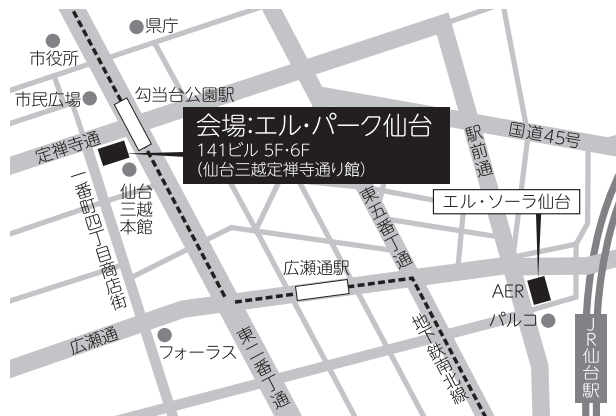 県庁
市役所
市民広場
勾当台公園駅
会場:エル・パーク仙台
141ビル 5F・6F
(仙台三越定禅寺通り館)
国道45号
駅前通
定禅寺通
仙台
三越
本館
一番町四丁目商店街
東五番丁通
エル・ソーラ仙台
広瀬通駅
AER
パルコ
広瀬通
フォーラス
東二番丁通
地下鉄南北線
JR仙台駅